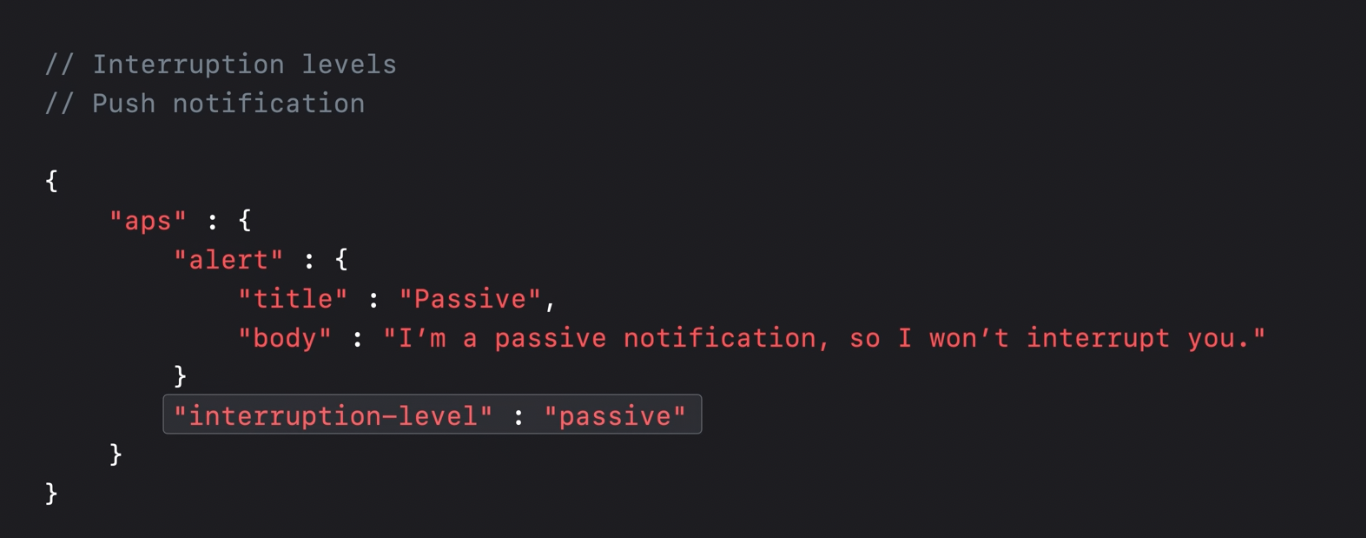 // Interruption levels
// Push notification
{
"aps" : {
"alert" : {
"title" : "Passive",
"body" : "I’m a passive notification, so I won’t interrupt you."
}
"interruption-level" : "passive"
}
}